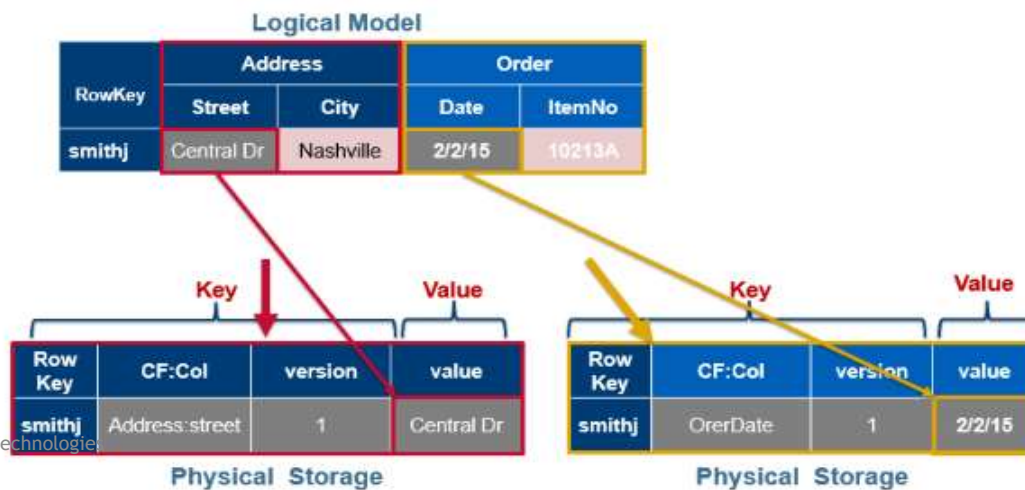 Logical Model
RowKey Address Order
Street City Date ItemNo
smithj Central Dr Nashville 2/2/15 10213A
Key Value Key Value
Row Key CF:Col version value Row Key CF:Col version value
smithj Address:street 1 Central Dr smithj OrerDate 1 2/2/15
echnologie
Physical Storage Physical Storage